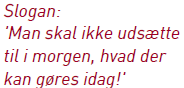 Slogan:
'Man skal ikke udsætte
til i morgen, hvad der
kan gøres idag!'